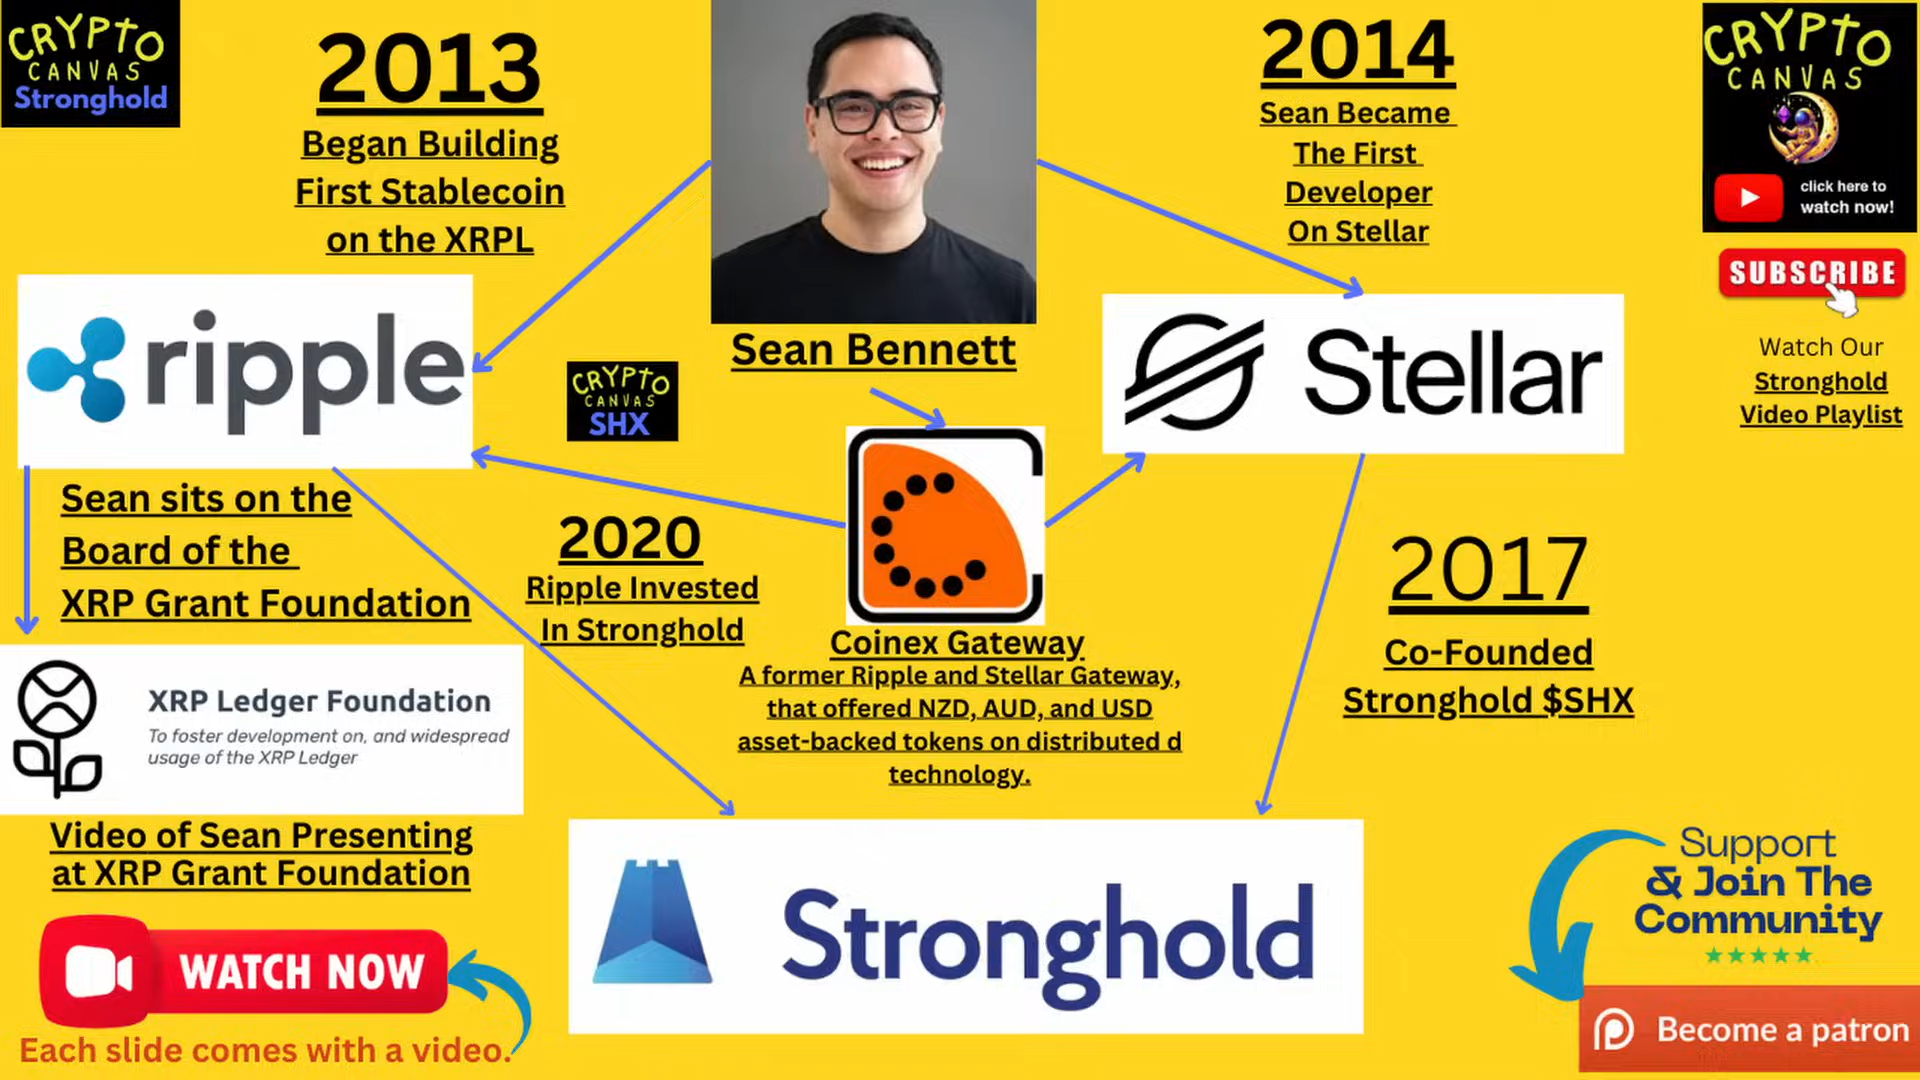 CRYPTO
CANVAS
Stronghold
2013
Began Building
First Stablecoin
on the XRPL
2014
Sean Became
The First
Developer
On Stellar
CRYPTO
CANVAS
click here to
watch now!
SUBSCRIBE
Watch Our
Stronghold
Video Playlist
ripple
Sean Bennett
CRYPTO
CANVAS
SHX
Stellar
Sean sits on the
Board of the
XRP Grant Foundation
2020
Ripple Invested
In Stronghold
Coinex Gateway
A former Ripple and Stellar Gateway,
that offered NZD, AUD, and USD
asset-backed tokens on distributed d
technology.
2017
Co-Founded
Stronghold $SHX
XRP Ledger Foundation
To foster development on, and widespread
usage of the XRP Ledger
Video of Sean Presenting
at XRP Grant Foundation
WATCH NOW
Each slide comes with a video.
Stronghold
Support
& Join The
Community
Become a patron